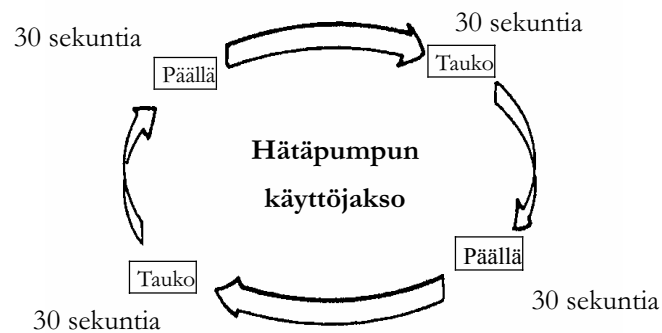 30 sekuntia
Päällä
30 sekuntia
Tauko
Hätäpumpun
käyttöjakso
Päällä
30 sekuntia
Tauko
30 sekuntia